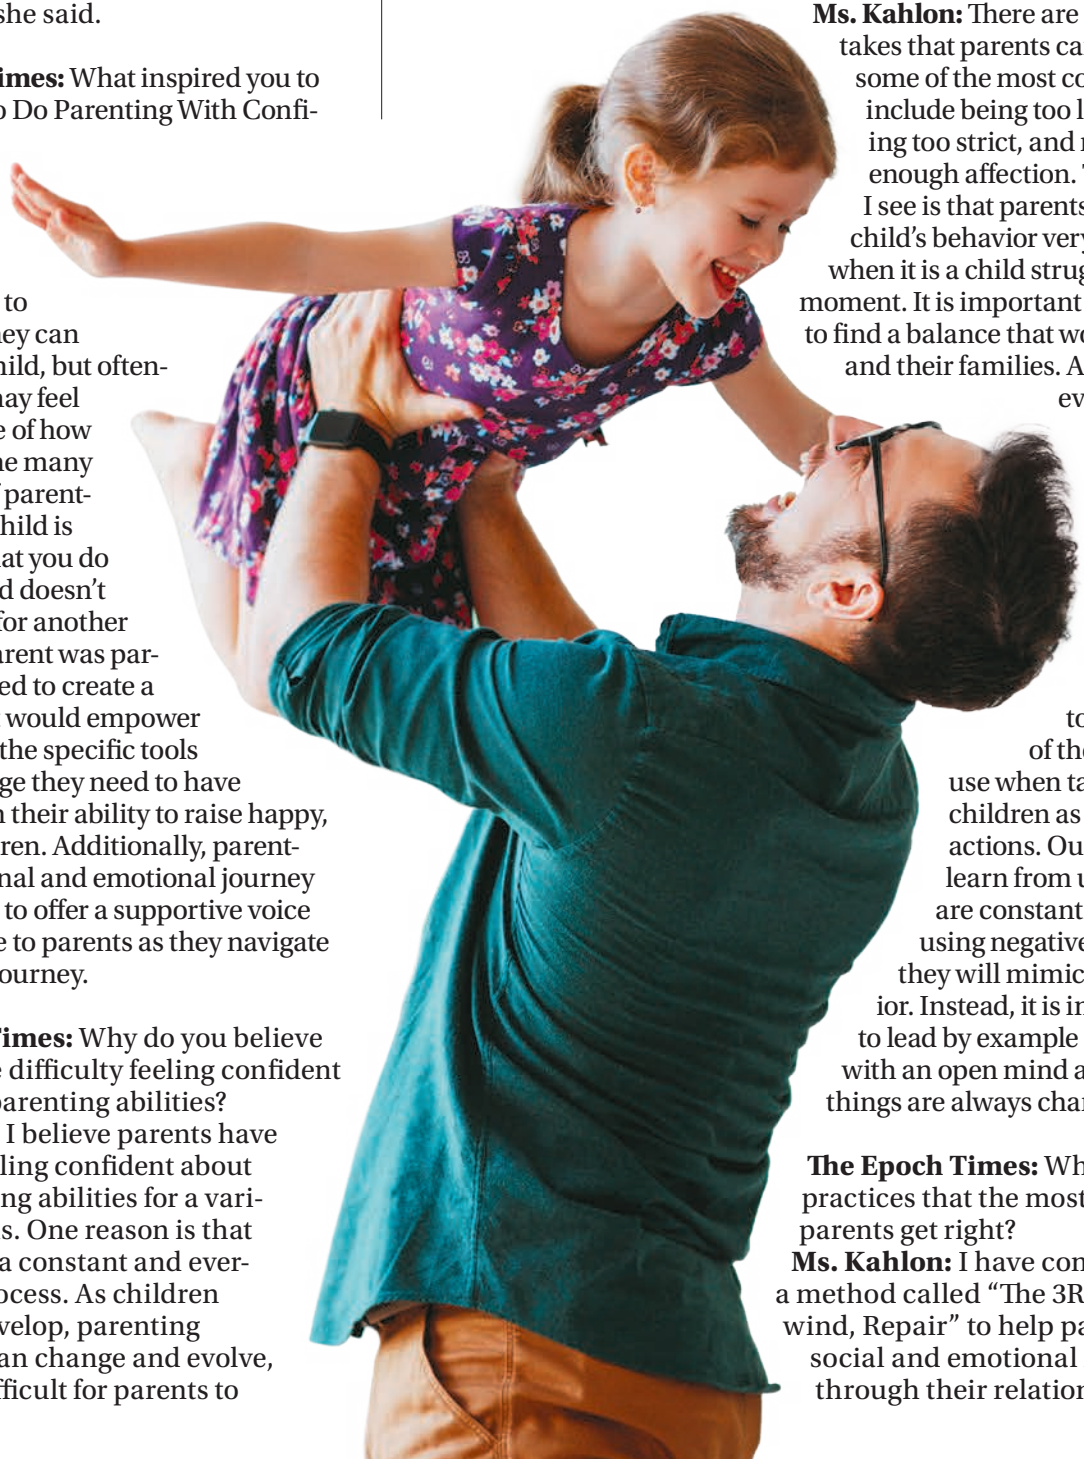 she said.
imes: What inspired you to
o Do Parenting With Confi-
to
ey can
ild, but often-
ay feel
e of how
e many
parent-
hild is
at you do
d doesn't
for another
arent was par-
ed to create a
would empower
the specific tools
ge they need to have
their ability to raise happy,
ren. Additionally, parent-
nal and emotional journey
to offer a supportive voice
e to parents as they navigate
ourney.
imes: Why do you believe
e difficulty feeling confident
parenting abilities?
I believe parents have
ling confident about
ng abilities for a vari-
s. One reason is that
a constant and ever-
ocess. As children
velop, parenting
an change and evolve,
fficult for parents to
Ms. Kahlon: There are
takes that parents ca
some of the most co
include being too l
ing too strict, and
enough affection.
I see is that parents
child's behavior very
when it is a child strug
moment. It is important
to find a balance that wo
and their families. A
ev
to
of the
use when ta
children as
actions. Ou
learn from u
are constant
using negative
they will mimic
ior. Instead, it is in
to lead by example
with an open mind a
things are always chan
The Epoch Times: Wh
practices that the most
parents get right?
Ms. Kahlon: I have con
a method called “The 3R
wind, Repair” to help pa
social and emotional
through their relation